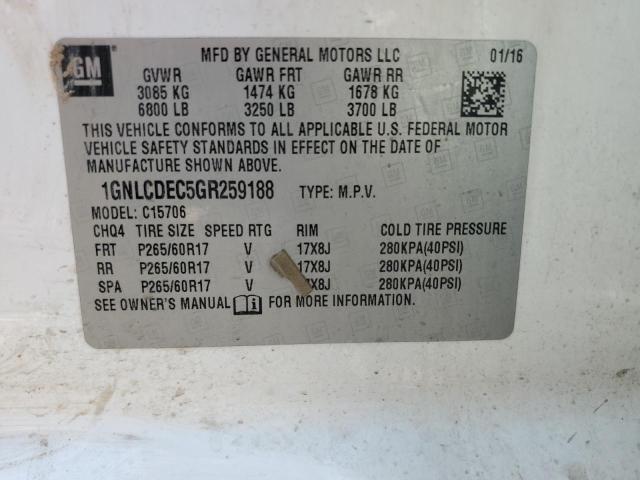 GM
MFD BY GENERAL MOTORS LLC 01/16
GVWR GAWR FRT GAWR RR
3085 KG 1474 KG 1678 KG
6800 LB 3250 LB 3700 LB
THIS VEHICLE CONFORMS TO ALL APPLICABLE U.S. FEDERAL MOTOR
VEHICLE SAFETY STANDARDS IN EFFECT ON THE DATE OF
MANUFACTURE SHOWN ABOVE.
1GNLCDEC5GR259188 TYPE: M.P.V.
MODEL: C15706
CHQ4 TIRE SIZE SPEED RTG RIM COLD TIRE PRESSURE
FRT P265/60R17 V 17X8J 280KPA(40PSI)
RR P265/60R17 V 17X8J 280KPA(40PSI)
SPA P265/60R17 V 17X8J 280KPA(40PSI)
SEE OWNER'S MANUAL FOR MORE INFORMATION.